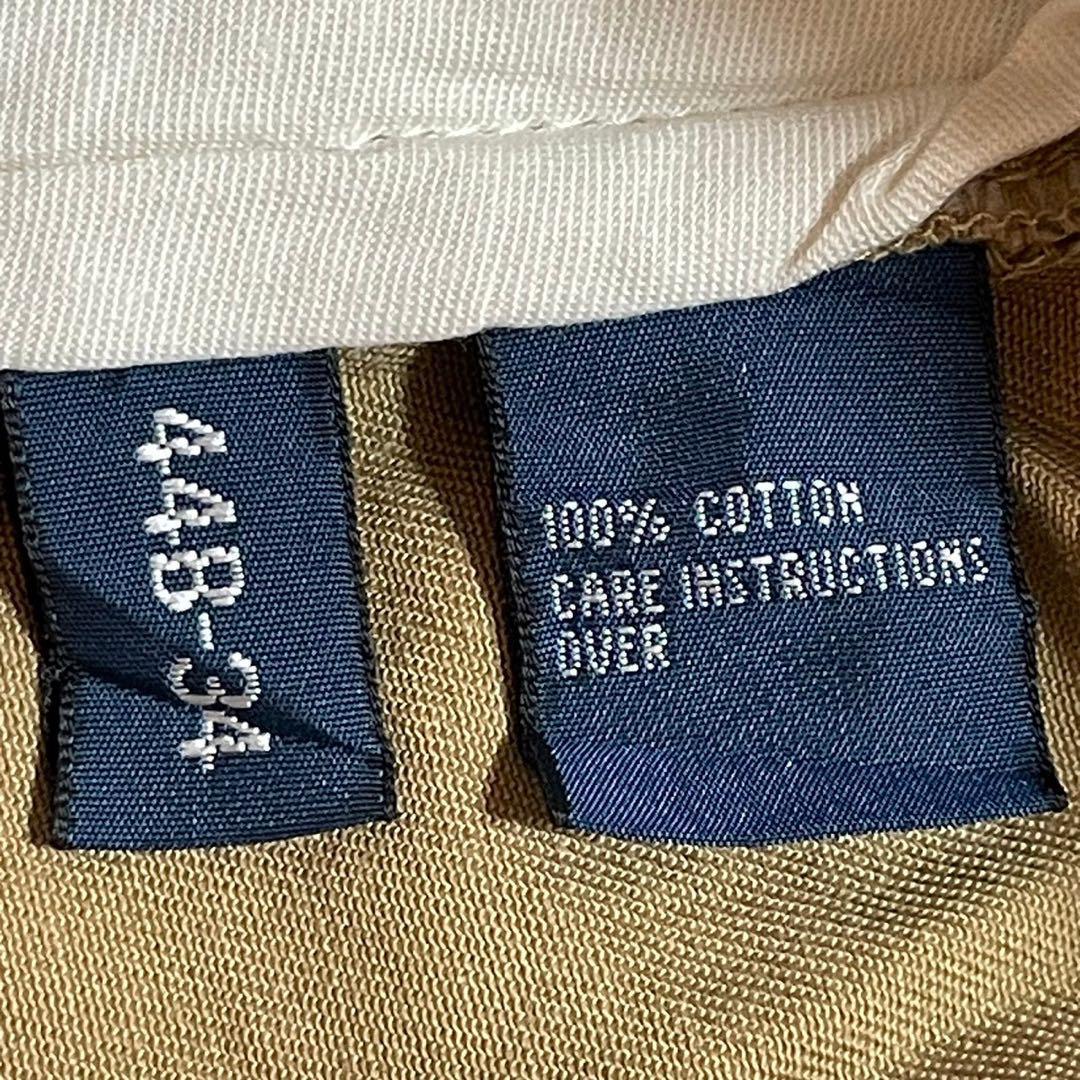 44B-34
100% COTTON
CARE INSTRUCTIONS
OVER